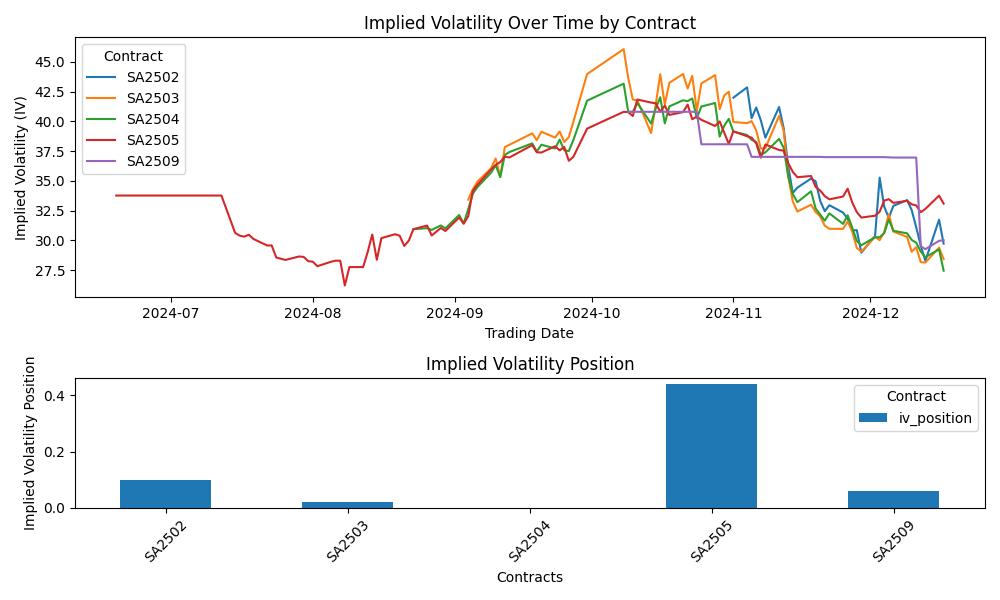 Implied Volatility Over Time by Contract
Implied Volatility (IV)
45.0
42.5
40.0
37.5
35.0
32.5
30.0
27.5
Contract
SA2502
SA2503
SA2504
SA2505
SA2509
2024-07
2024-08
2024-09
2024-10
2024-11
2024-12
Trading Date
Implied Volatility Position
Implied Volatility Position
0.4
0.2
0.0
Contract
iv_position
SA2502
SA2503
SA2504
SA2505
SA2509
Contracts